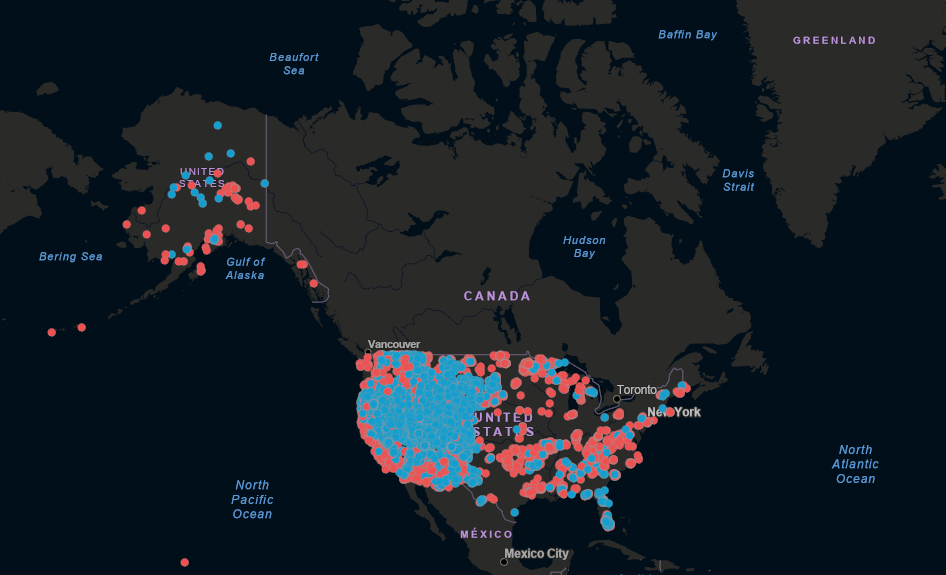 Baffin Bay
GREENLAND
Beaufort
Sea
UNITED
STATES
Davis
Strait
Hudson
Bay
Bering Sea
Gulf of
Alaska
CANADA
Vancouver
Toronto
New York
UNITED
STATES
North
Atlantic
Ocean
North
Pacific
Ocean
MÉXICO
Mexico City